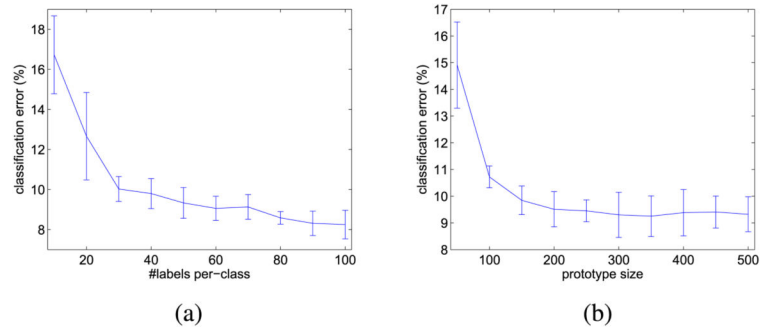 18
16
14
12
10
8
20 40 60 80 100
classification error (%)
#labels per−class
(a)
17
16
15
14
13
12
11
10
9
8
100 200 300 400 500
classification error (%)
prototype size
(b)